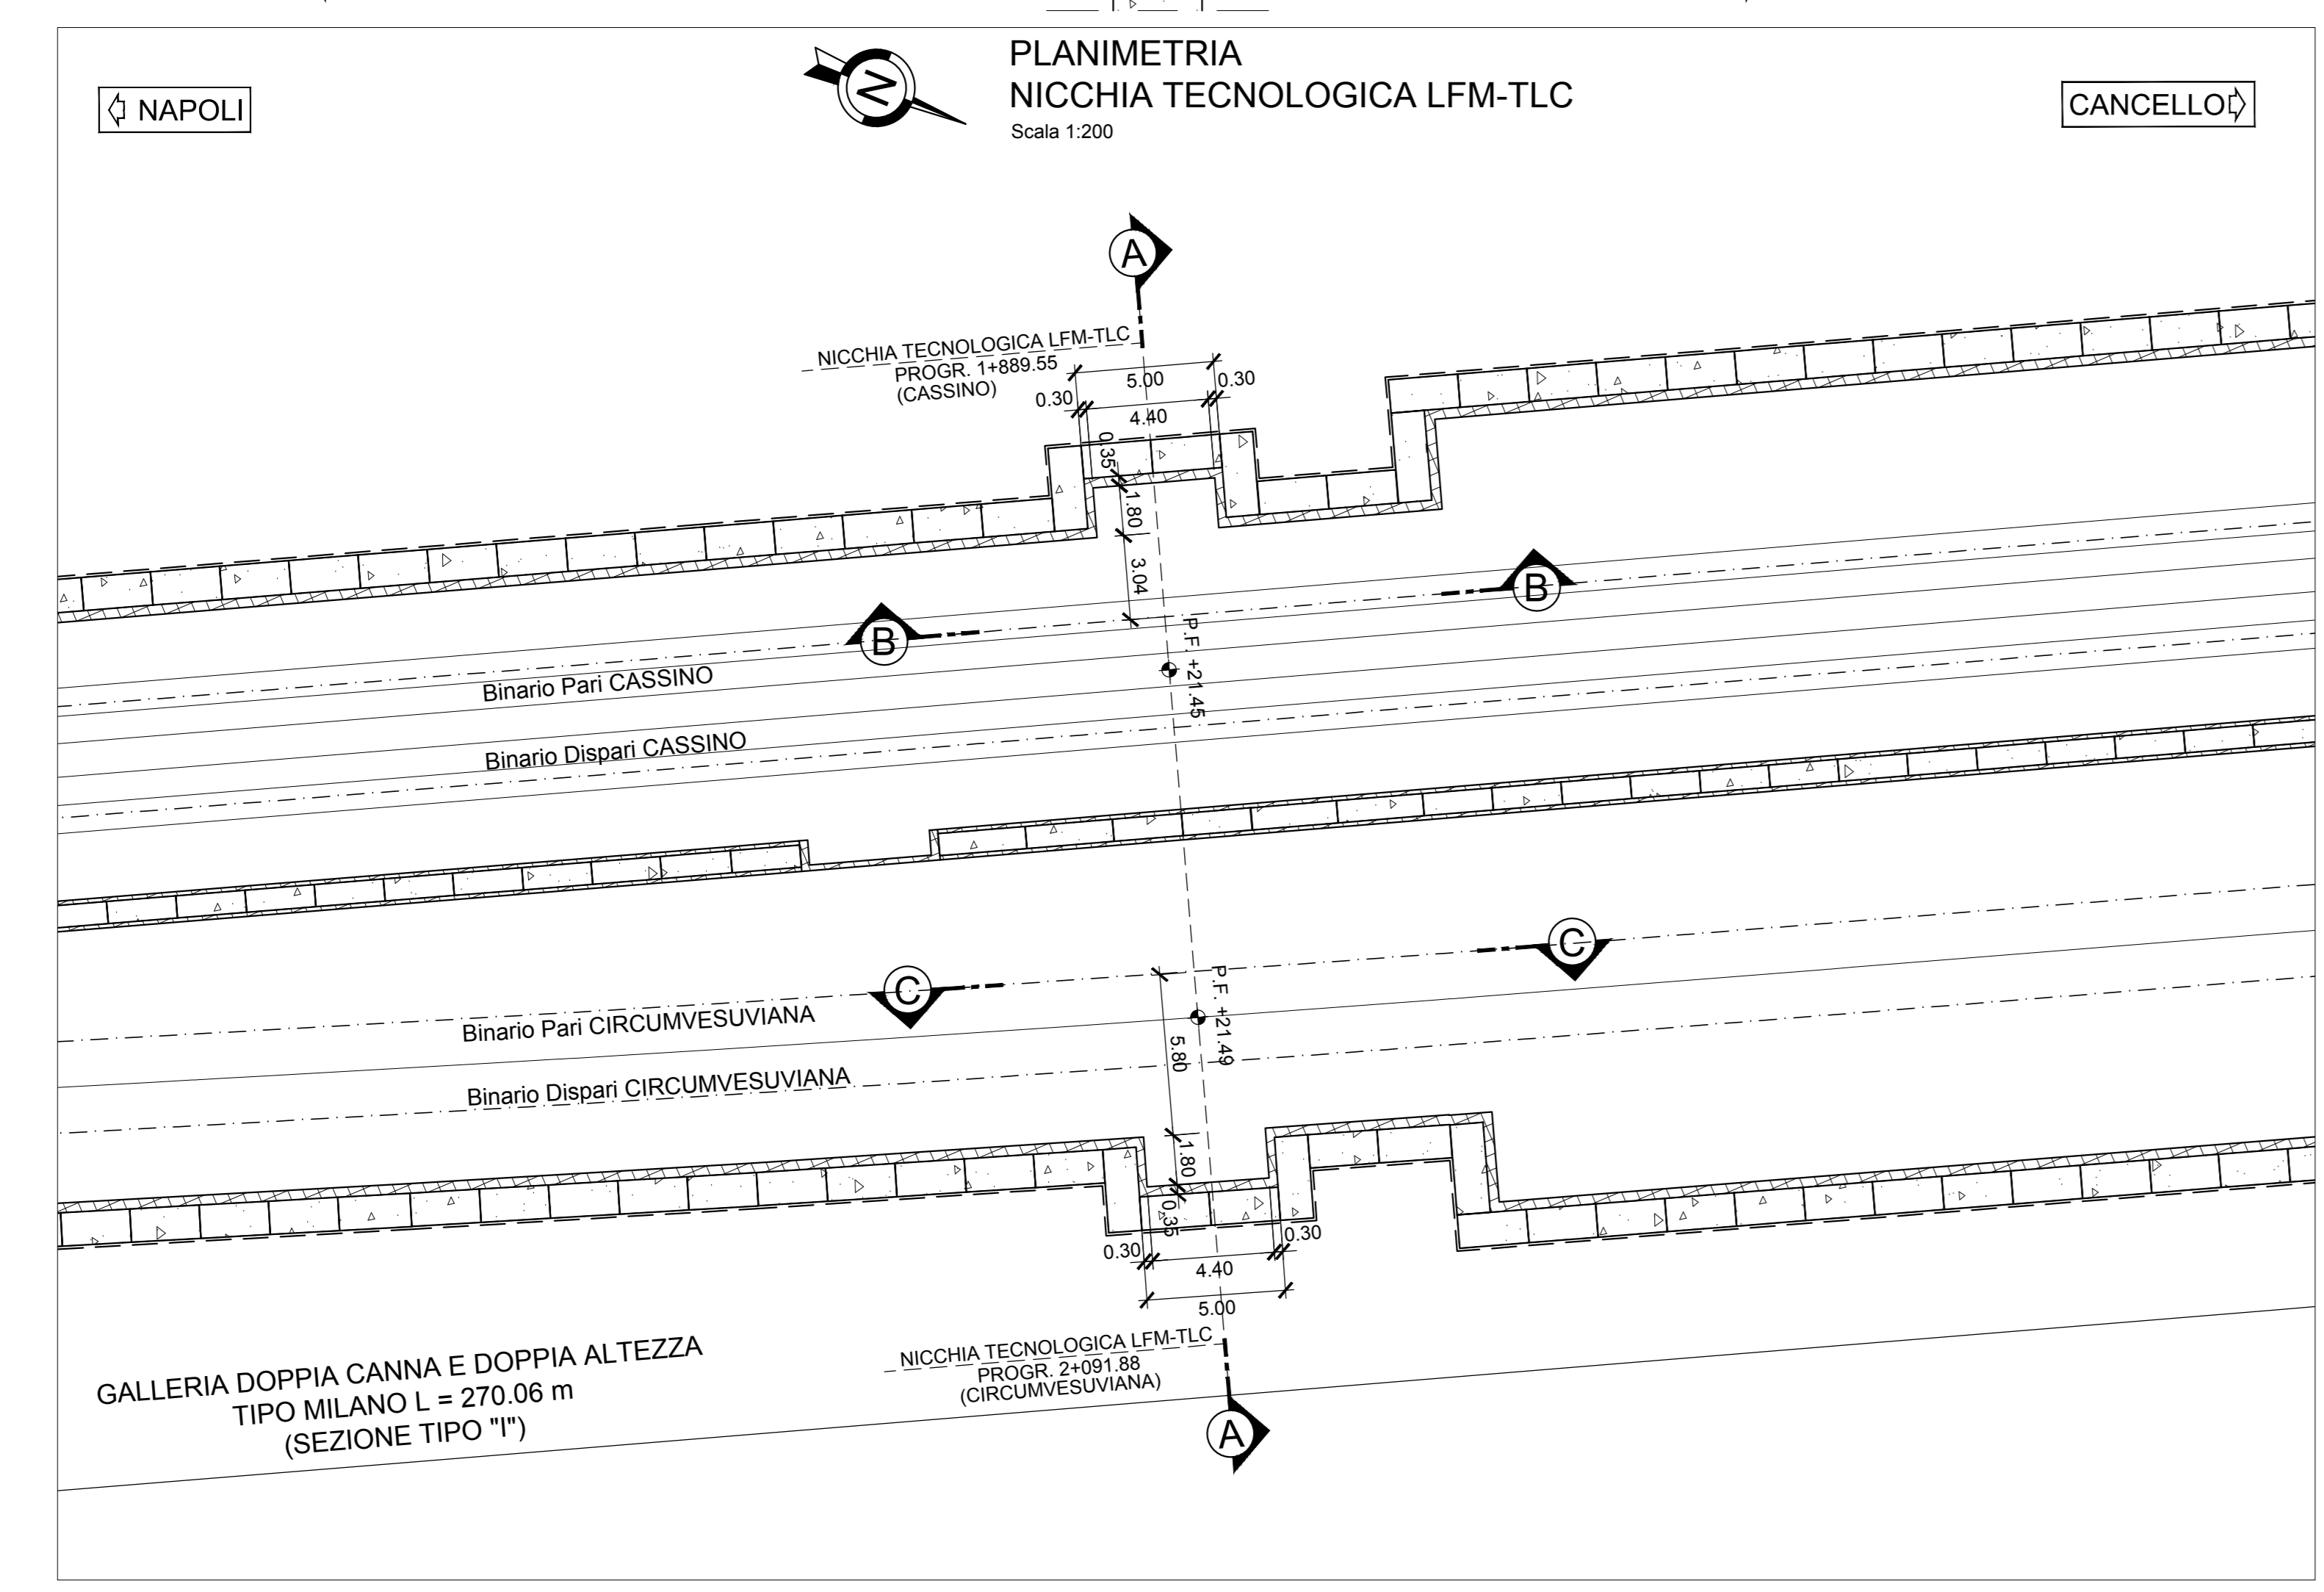 PLANIMETRIA
NICCHIA TECNOLOGICA LFM-TLC
Scala 1:200
NAPOLI
N
CANCELLO
A
NICCHIA TECNOLOGICA LFM-TLC
PROGR. 1+889.55
(CASSINO)
5.00
0.30
0.30
4.40
0.35
1.80
3.04
B
B
P.F. +21.45
Binario Pari CASSINO
Binario Dispari CASSINO
C
C
P.F. +21.49
Binario Pari CIRCUMVESUVIANA
Binario Dispari CIRCUMVESUVIANA
5.80
1.80
0.35
0.30
0.30
4.40
5.00
NICCHIA TECNOLOGICA LFM-TLC
PROGR. 2+091.88
(CIRCUMVESUVIANA)
A
GALLERIA DOPPIA CANNA E DOPPIA ALTEZZA
TIPO MILANO L = 270.06 m
(SEZIONE TIPO "I")